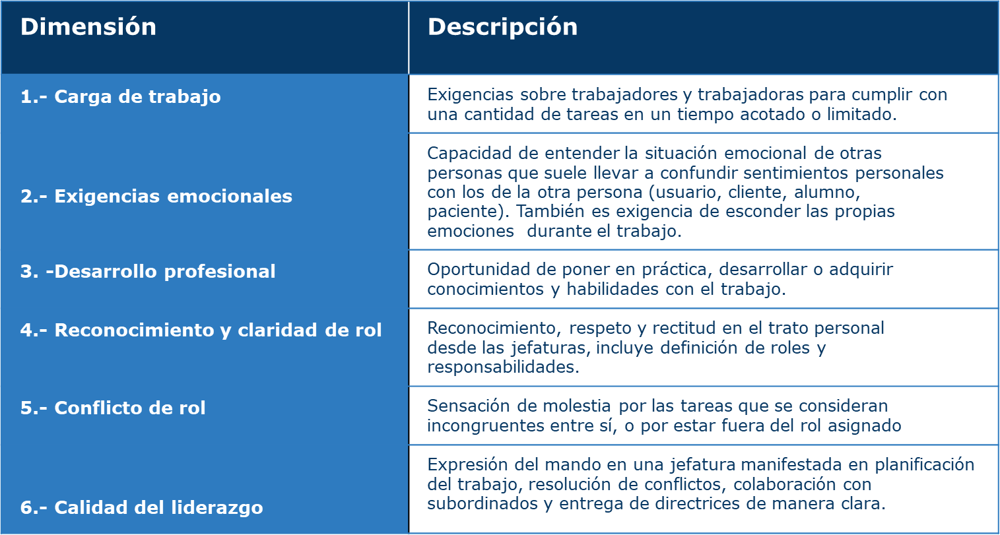 Dimensión
Descripción
1.- Carga de trabajo
Exigencias sobre trabajadores y trabajadoras para cumplir con
una cantidad de tareas en un tiempo acotado o limitado.
2.- Exigencias emocionales
Capacidad de entender la situación emocional de otras
personas que suele llevar a confundir sentimientos personales
con los de la otra persona (usuario, cliente, alumno,
paciente). También es exigencia de esconder las propias
emociones  durante el trabajo.
3. -Desarrollo profesional
Oportunidad de poner en práctica, desarrollar o adquirir
conocimientos y habilidades con el trabajo.
4.- Reconocimiento y claridad de rol
Reconocimiento, respeto y rectitud en el trato personal
desde las jefaturas, incluye definición de roles y
responsabilidades.
5.- Conflicto de rol
Sensación de molestia por las tareas que se consideran
incongruentes entre sí, o por estar fuera del rol asignado
6.- Calidad del liderazgo
Expresión del mando en una jefatura manifestada en planificación
del trabajo, resolución de conflictos, colaboración con
subordinados y entrega de directrices de manera clara.